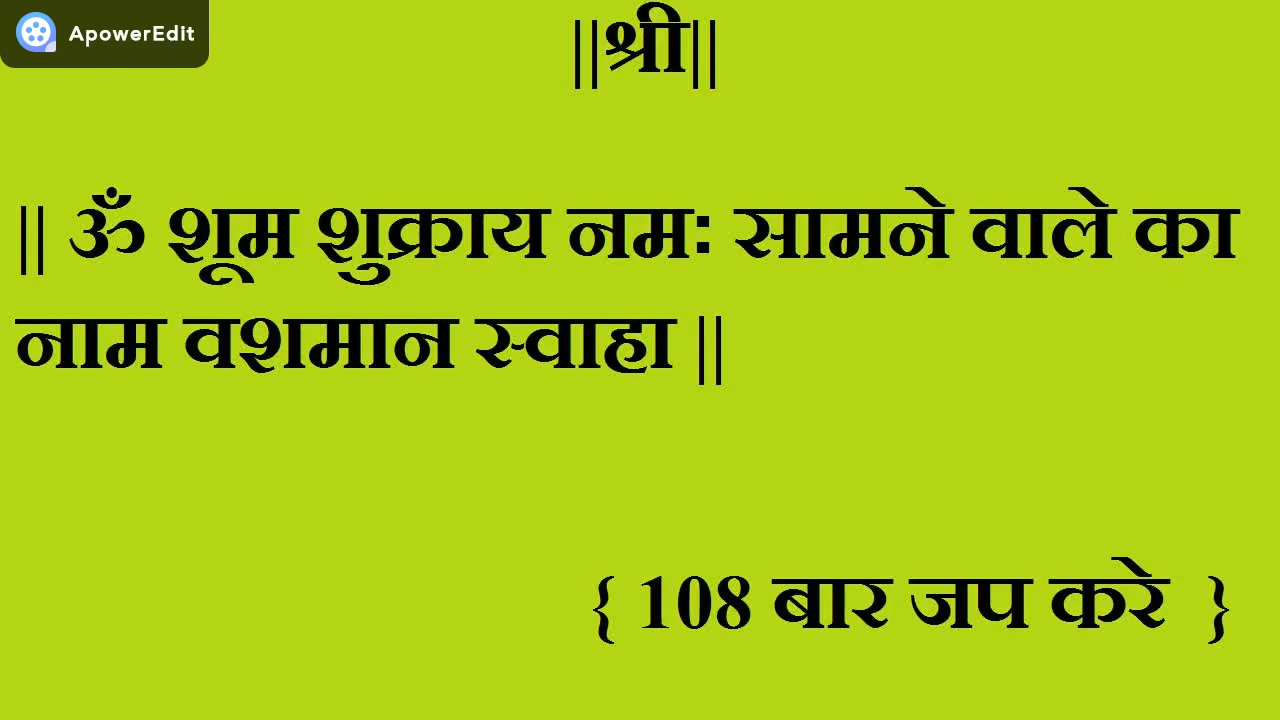 ApowerEdit
||श्री||
|| ॐ शूम शुक्राय नमः सामने वाले का
नाम वशमान स्वाहा ||
{ 108 बार जप करे }